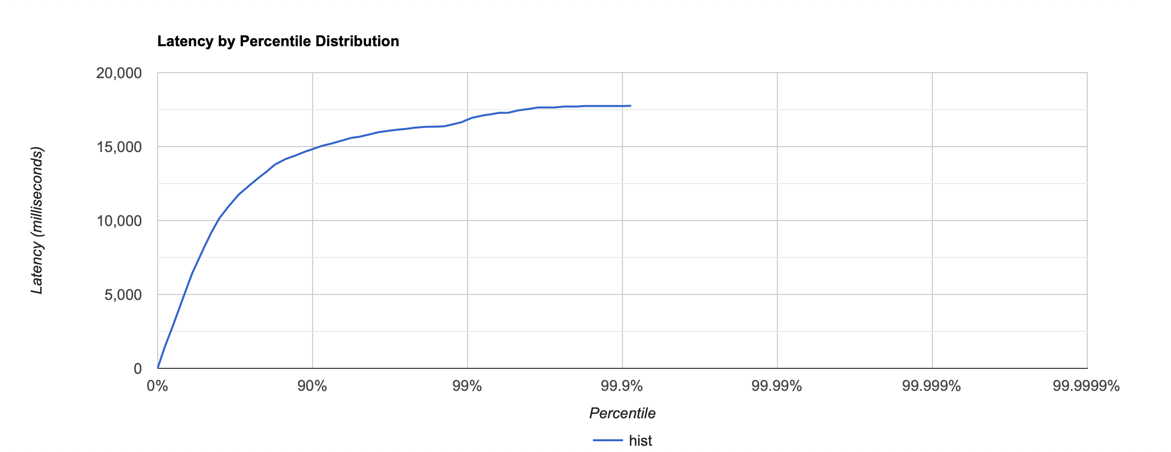 Latency by Percentile Distribution
Latency (milliseconds)
20,000
15,000
10,000
5,000
0
0% 90% 99% 99.9% 99.99% 99.999% 99.9999%
Percentile
hist